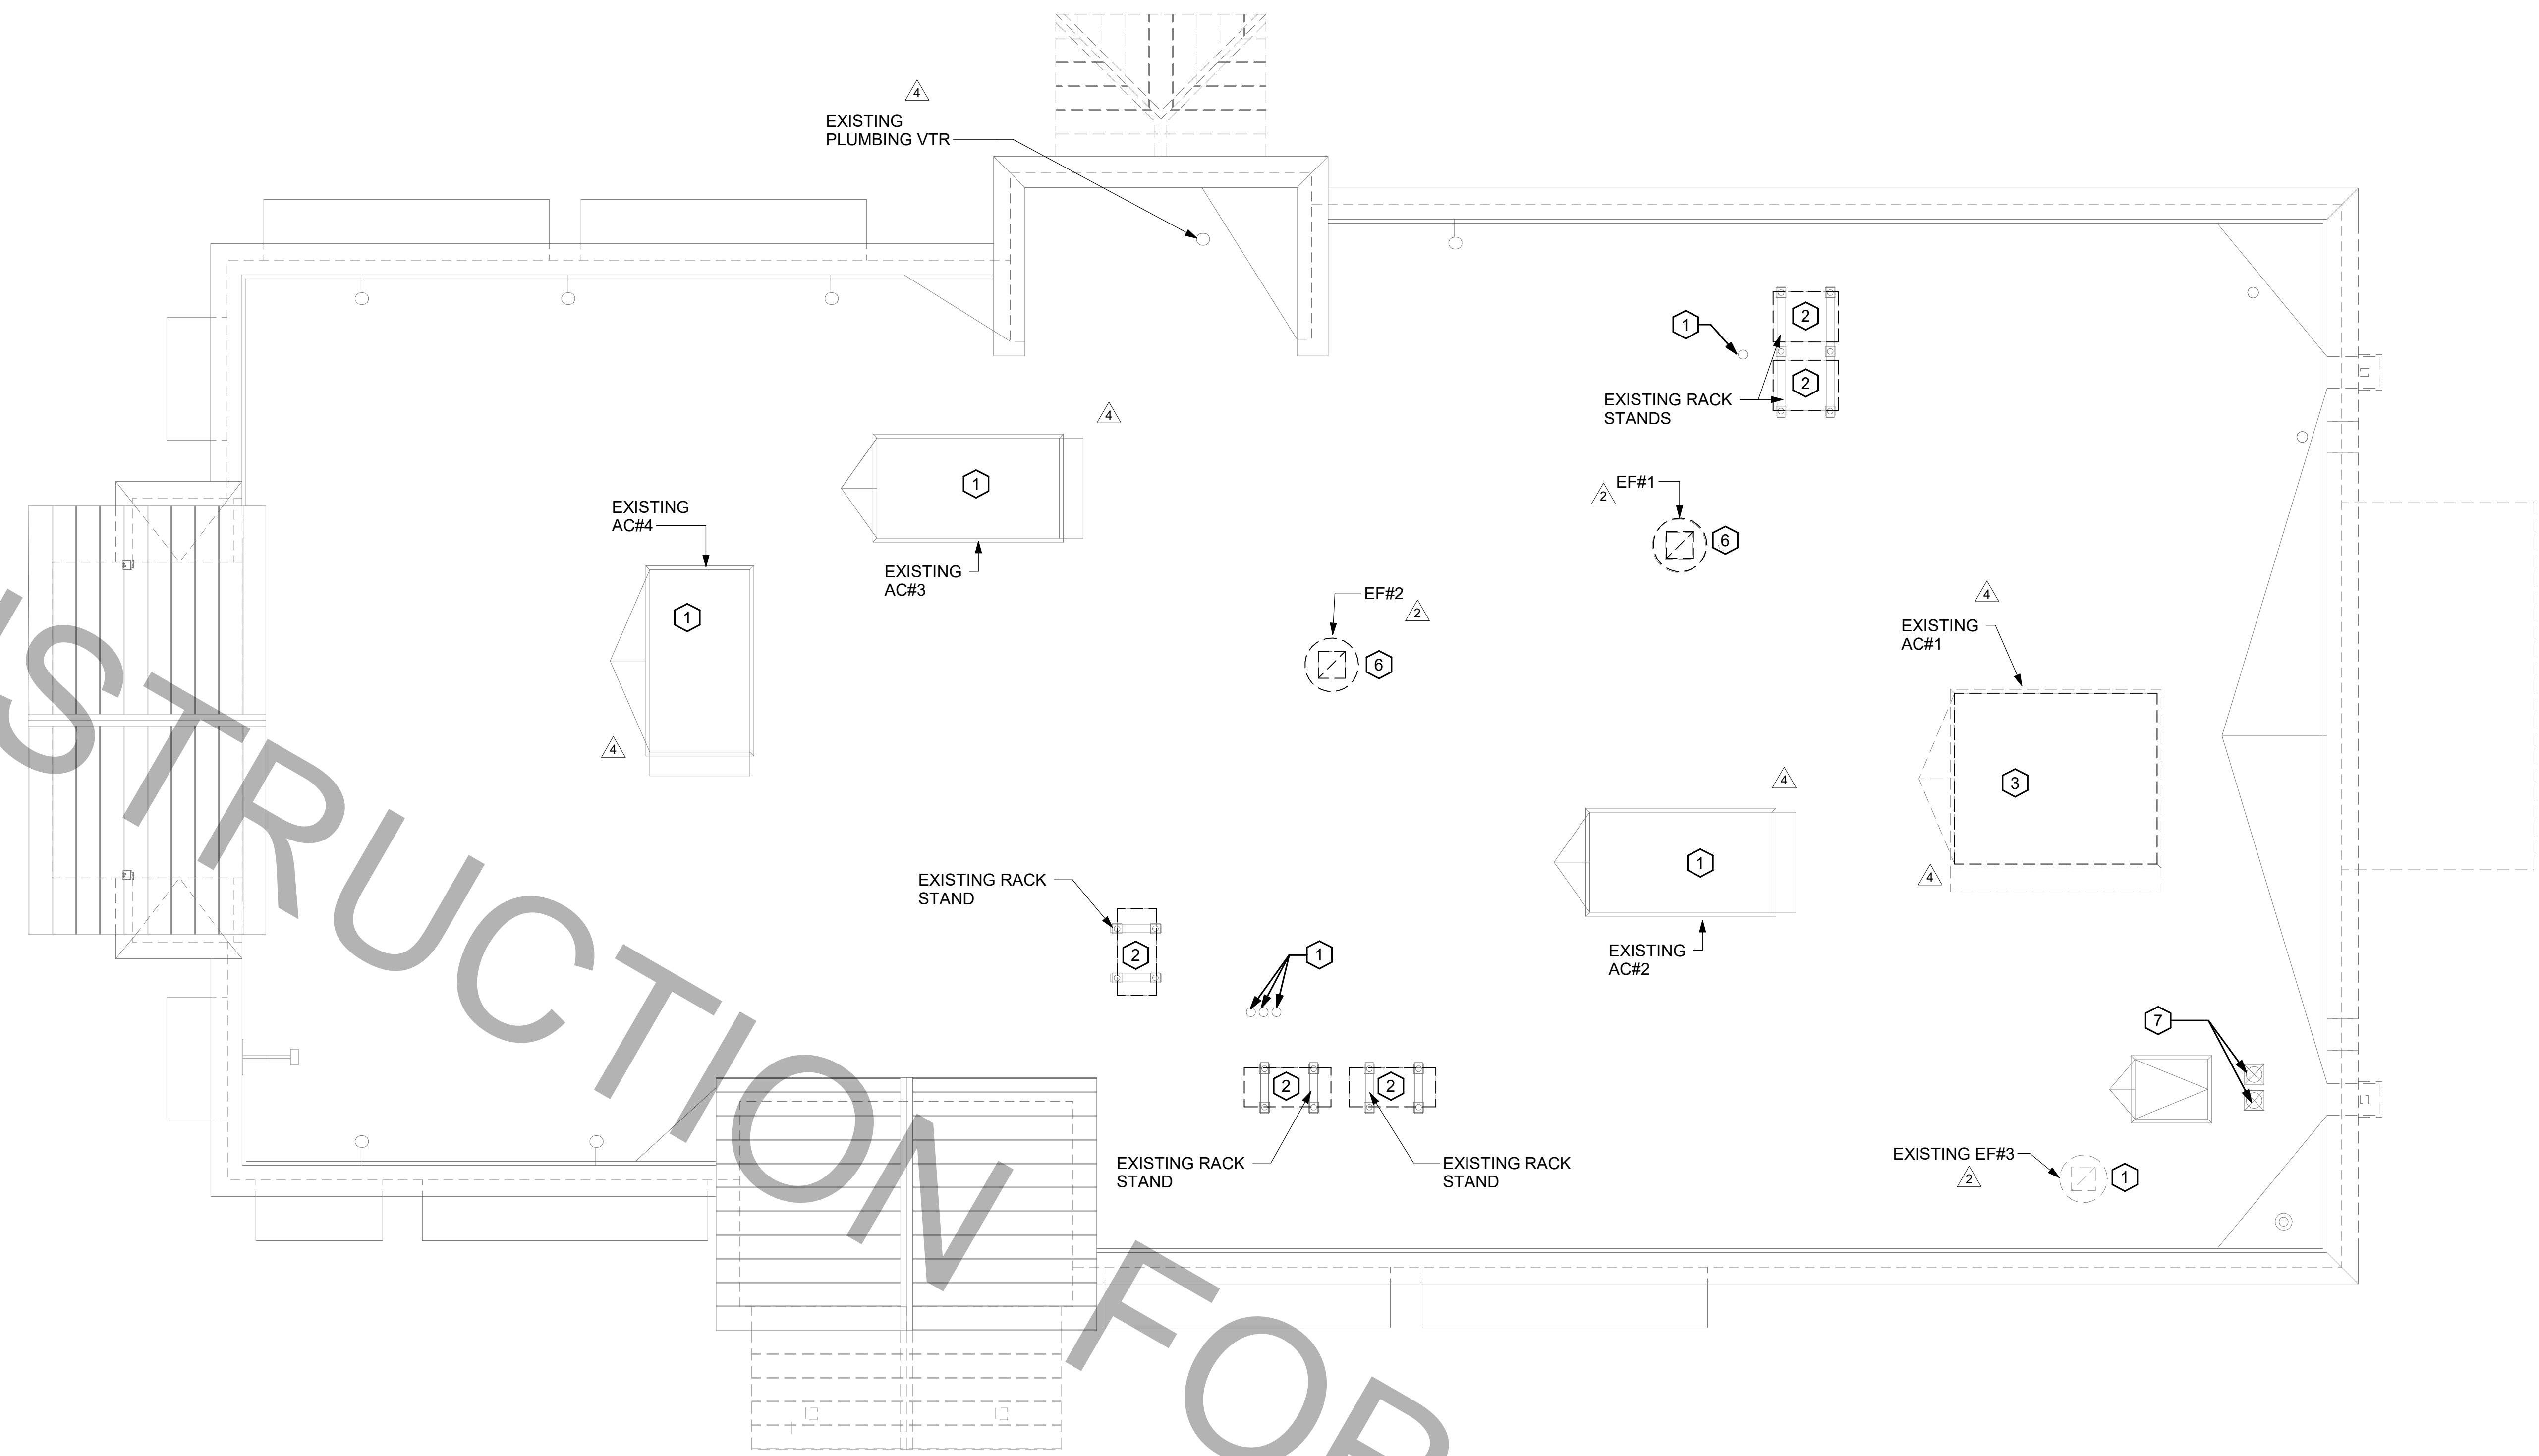 4
EXISTING
PLUMBING VTR
1
2
2
EXISTING RACK
STANDS
4
1
EXISTING
AC#3
EXISTING
AC#4
1
4
EF#1
2
6
EF#2
2
6
4
EXISTING
AC#1
3
4
4
1
EXISTING
AC#2
EXISTING RACK
STAND
2
1
2
2
EXISTING RACK
STAND
EXISTING RACK
STAND
7
EXISTING EF#3
2
1
STRUCTION FOR